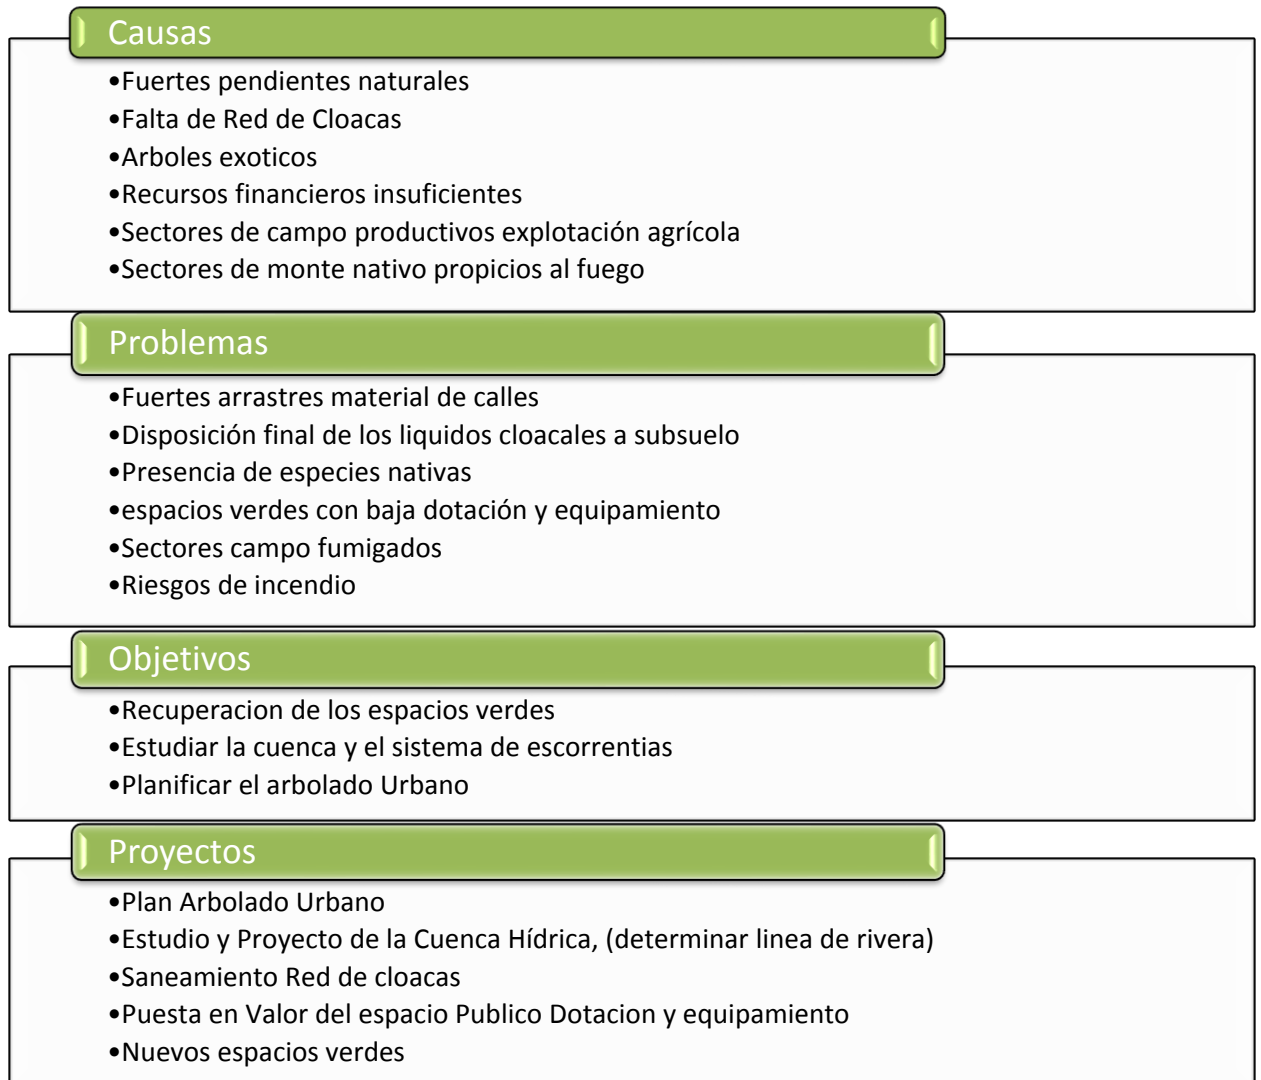 Causas
•Fuertes pendientes naturales
•Falta de Red de Cloacas
•Arboles exoticos
•Recursos financieros insuficientes
•Sectores de campo productivos explotación agrícola
•Sectores de monte nativo propicios al fuego
Problemas
•Fuertes arrastres material de calles
•Disposición final de los liquidos cloacales a subsuelo
•Presencia de especies nativas
•espacios verdes con baja dotación y equipamiento
•Sectores campo fumigados
•Riesgos de incendio
Objetivos
•Recuperacion de los espacios verdes
•Estudiar la cuenca y el sistema de escorrentias
•Planificar el arbolado Urbano
Proyectos
•Plan Arbolado Urbano
•Estudio y Proyecto de la Cuenca Hídrica, (determinar linea de rivera)
•Saneamiento Red de cloacas
•Puesta en Valor del espacio Publico Dotacion y equipamiento
•Nuevos espacios verdes